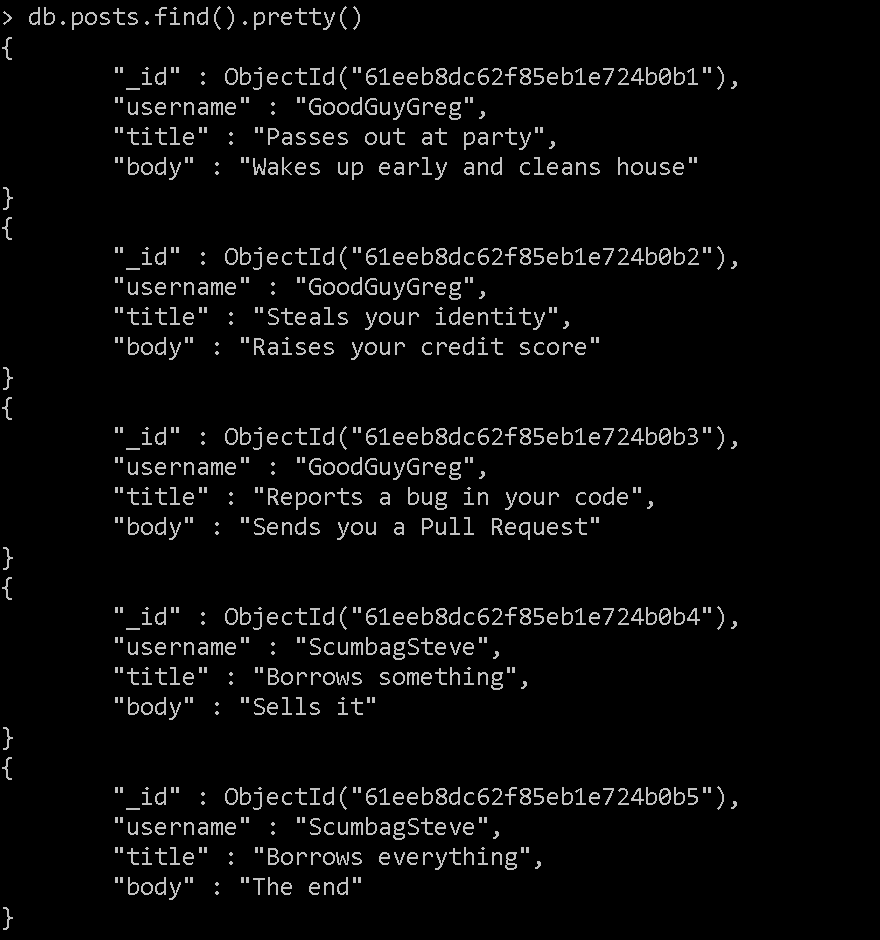 > db.posts.find().pretty()
{
"_id" : ObjectId("61eeb8dc62f85eb1e724b0b1"),
"username" : "GoodGuyGreg",
"title" : "Passes out at party",
"body" : "Wakes up early and cleans house"
}
{
"_id" : ObjectId("61eeb8dc62f85eb1e724b0b2"),
"username" : "GoodGuyGreg",
"title" : "Steals your identity",
"body" : "Raises your credit score"
}
{
"_id" : ObjectId("61eeb8dc62f85eb1e724b0b3"),
"username" : "GoodGuyGreg",
"title" : "Reports a bug in your code",
"body" : "Sends you a Pull Request"
}
{
"_id" : ObjectId("61eeb8dc62f85eb1e724b0b4"),
"username" : "ScumbagSteve",
"title" : "Borrows something",
"body" : "Sells it"
}
{
"_id" : ObjectId("61eeb8dc62f85eb1e724b0b5"),
"username" : "ScumbagSteve",
"title" : "Borrows everything",
"body" : "The end"
}